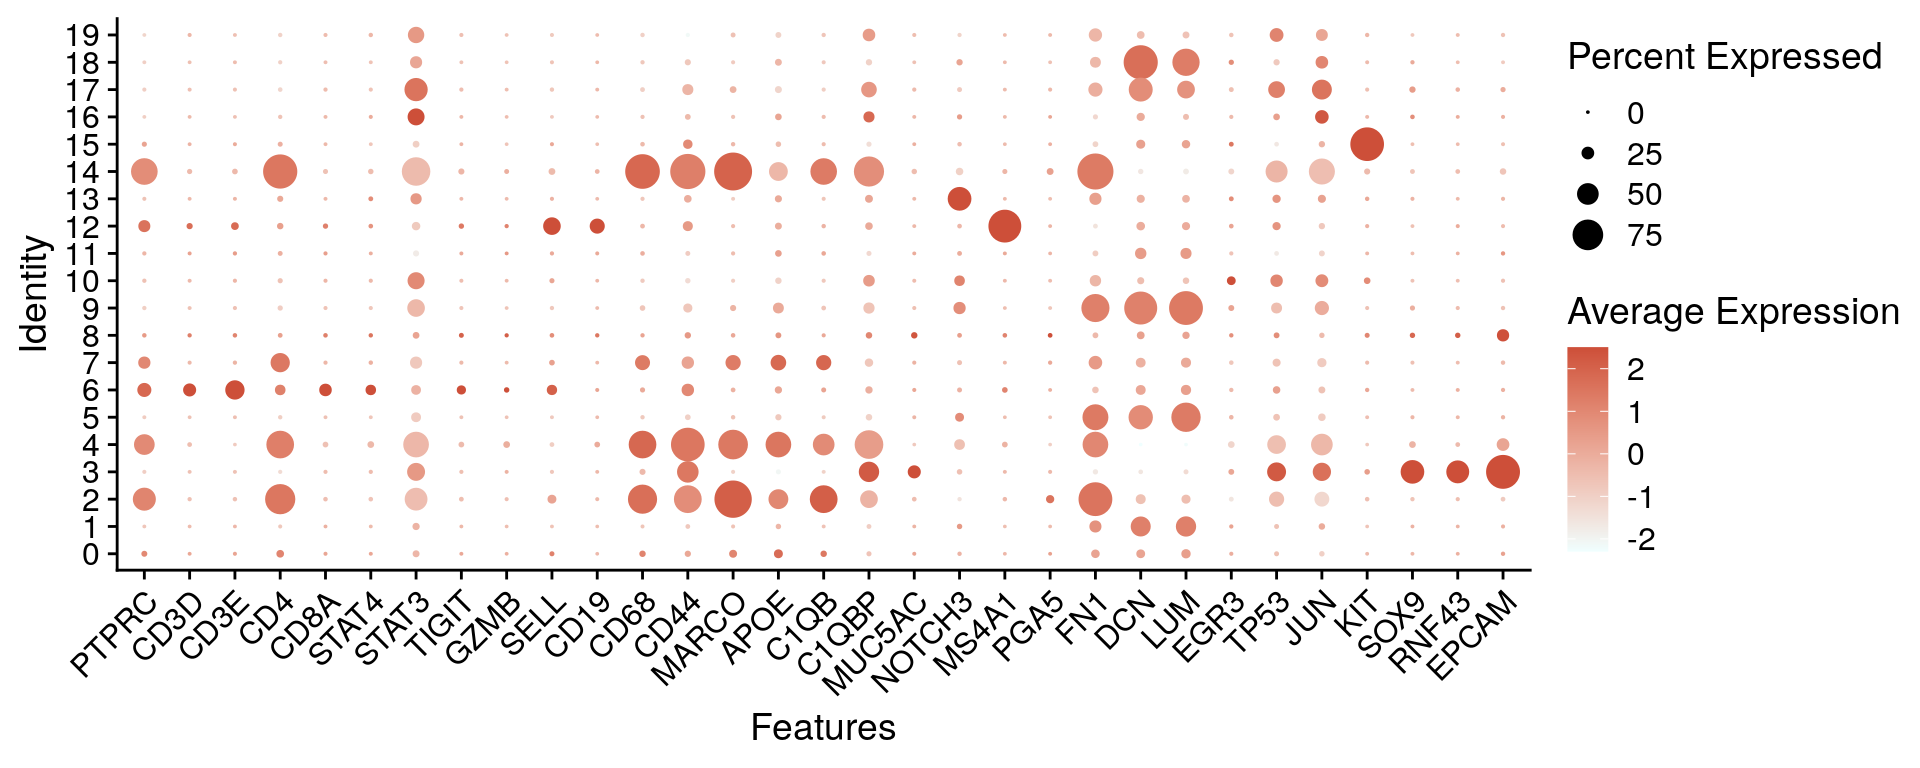 Identity
19
18
17
16
15
14
13
12
11
10
9
8
7
6
5
4
3
2
1
0
PTPRC
CD3D
CD3E
CD4
CD8A
STAT4
STAT3
TIGIT
GZMB
SELL
CD19
CD68
CD44
MARCO
APOE
C1QB
C1QBP
MUC5AC
NOTCH3
MS4A1
PGA5
FN1
DCN
LUM
EGR3
TP53
JUN
KIT
SOX9
RNF43
EPCAM
Features
Percent Expressed
0
25
50
75
Average Expression
2
1
0
-1
-2